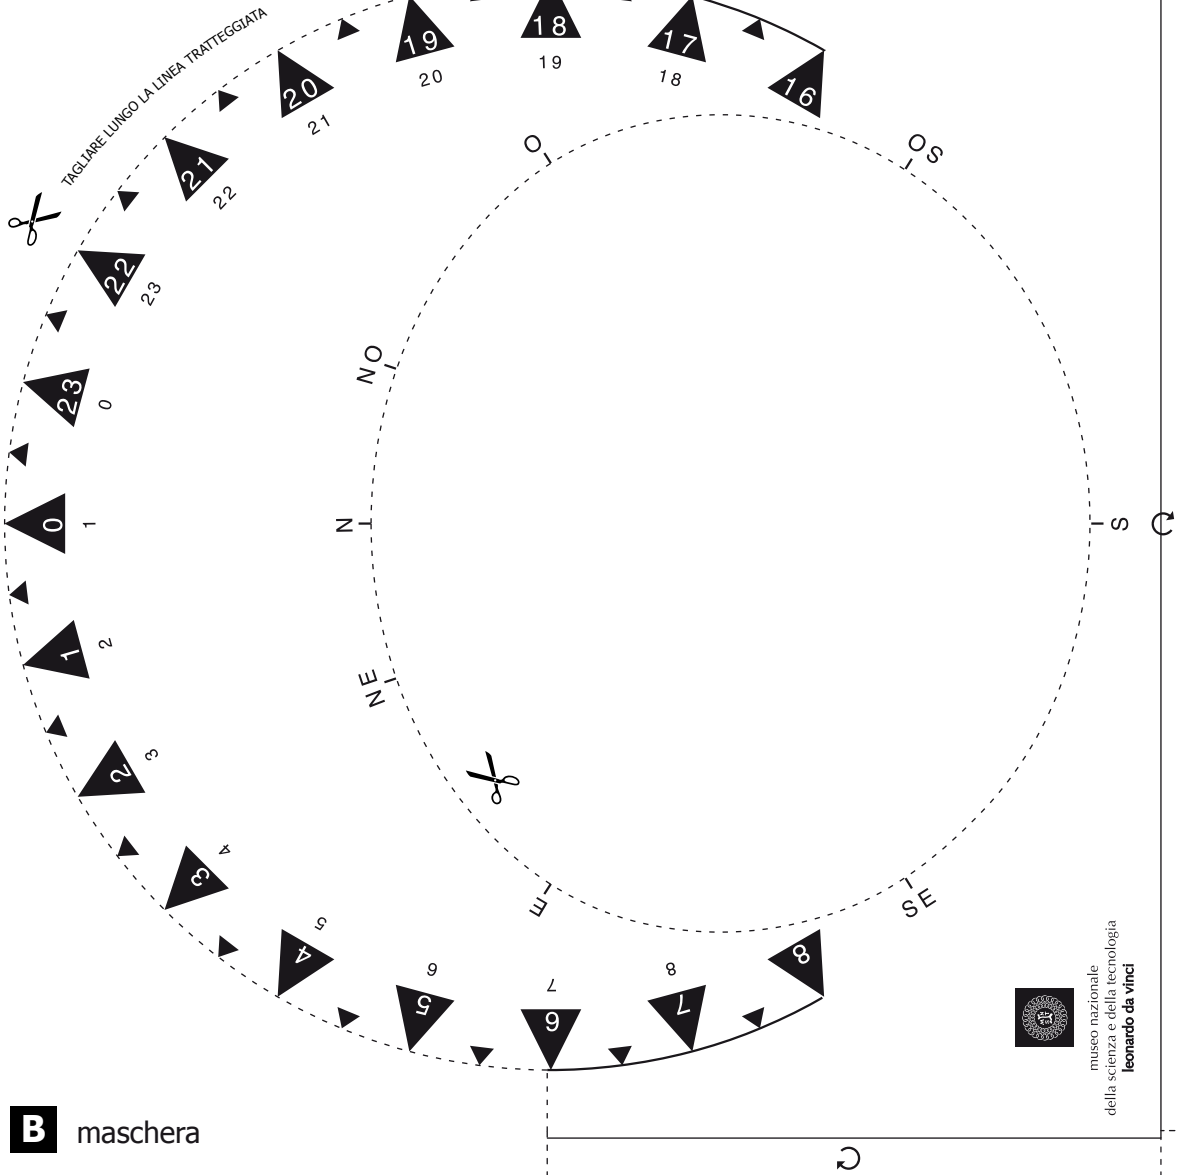 TAGLIARE LUNGO LA LINEA TRATTEGGIATA
16
17
18
19
20
21
22
23
0
1
2
3
4
5
6
7
8
18
19
20
21
22
23
0
1
2
3
4
5
6
7
8
OS
O
NO
N
NE
E
SE
S
museo nazionale
della scienza e della tecnologia
leonardo da vinci
B maschera